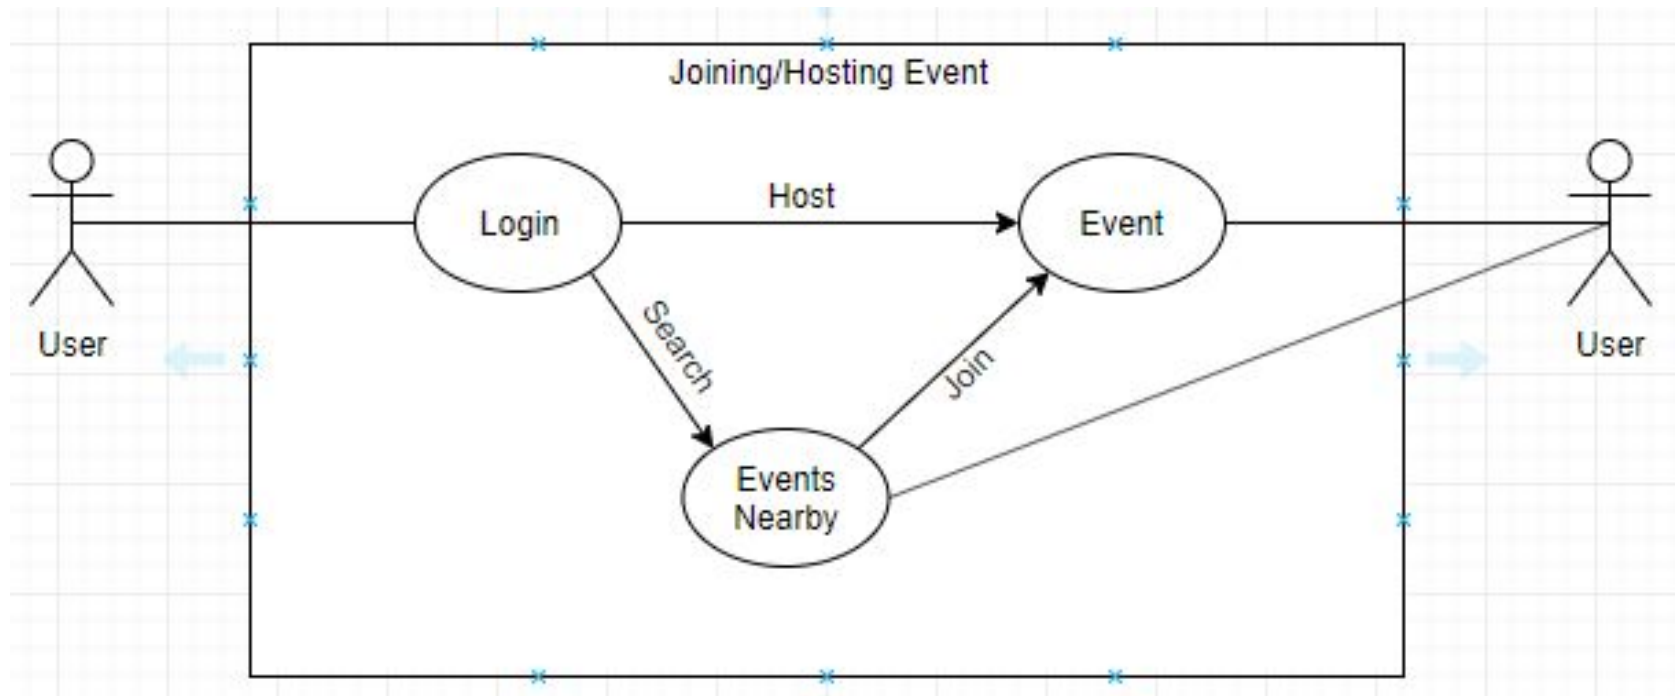 Joining/Hosting Event
Login
Host
Event
Search
Join
User
User
Events
Nearby